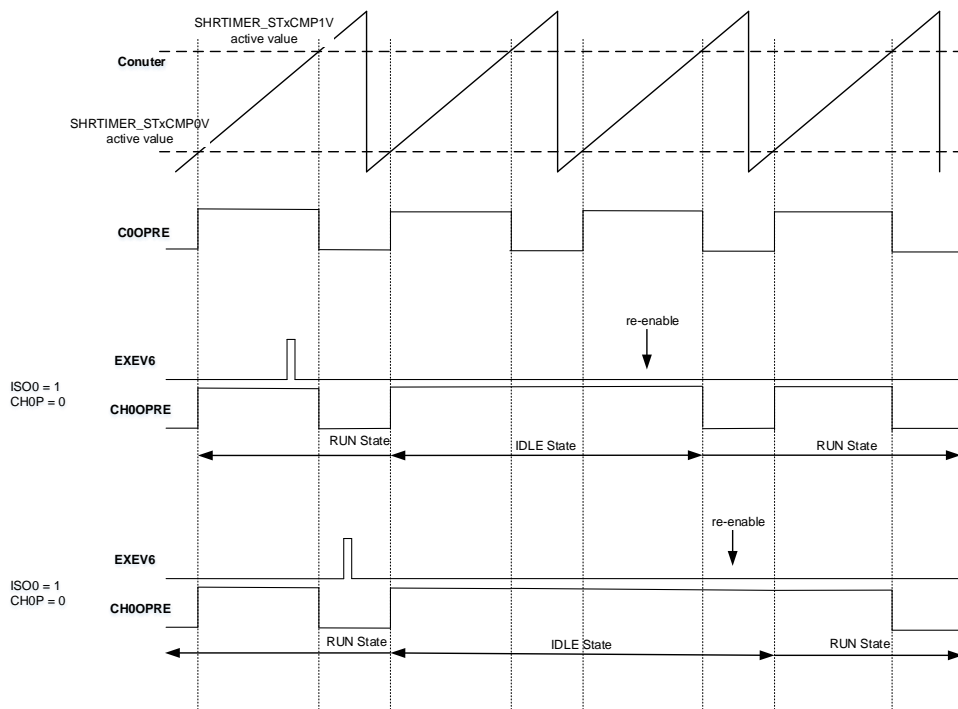 SHRTIMER_STxCMP1V
active value
Conuter
SHRTIMER_STxCMP0V
active value
C0OPRE
re-enable
EXEV6
ISO0 = 1
CH0P = 0
CH0OPRE
RUN State
IDLE State
RUN State
re-enable
EXEV6
ISO0 = 1
CH0P = 0
CH0OPRE
RUN State
IDLE State
RUN State